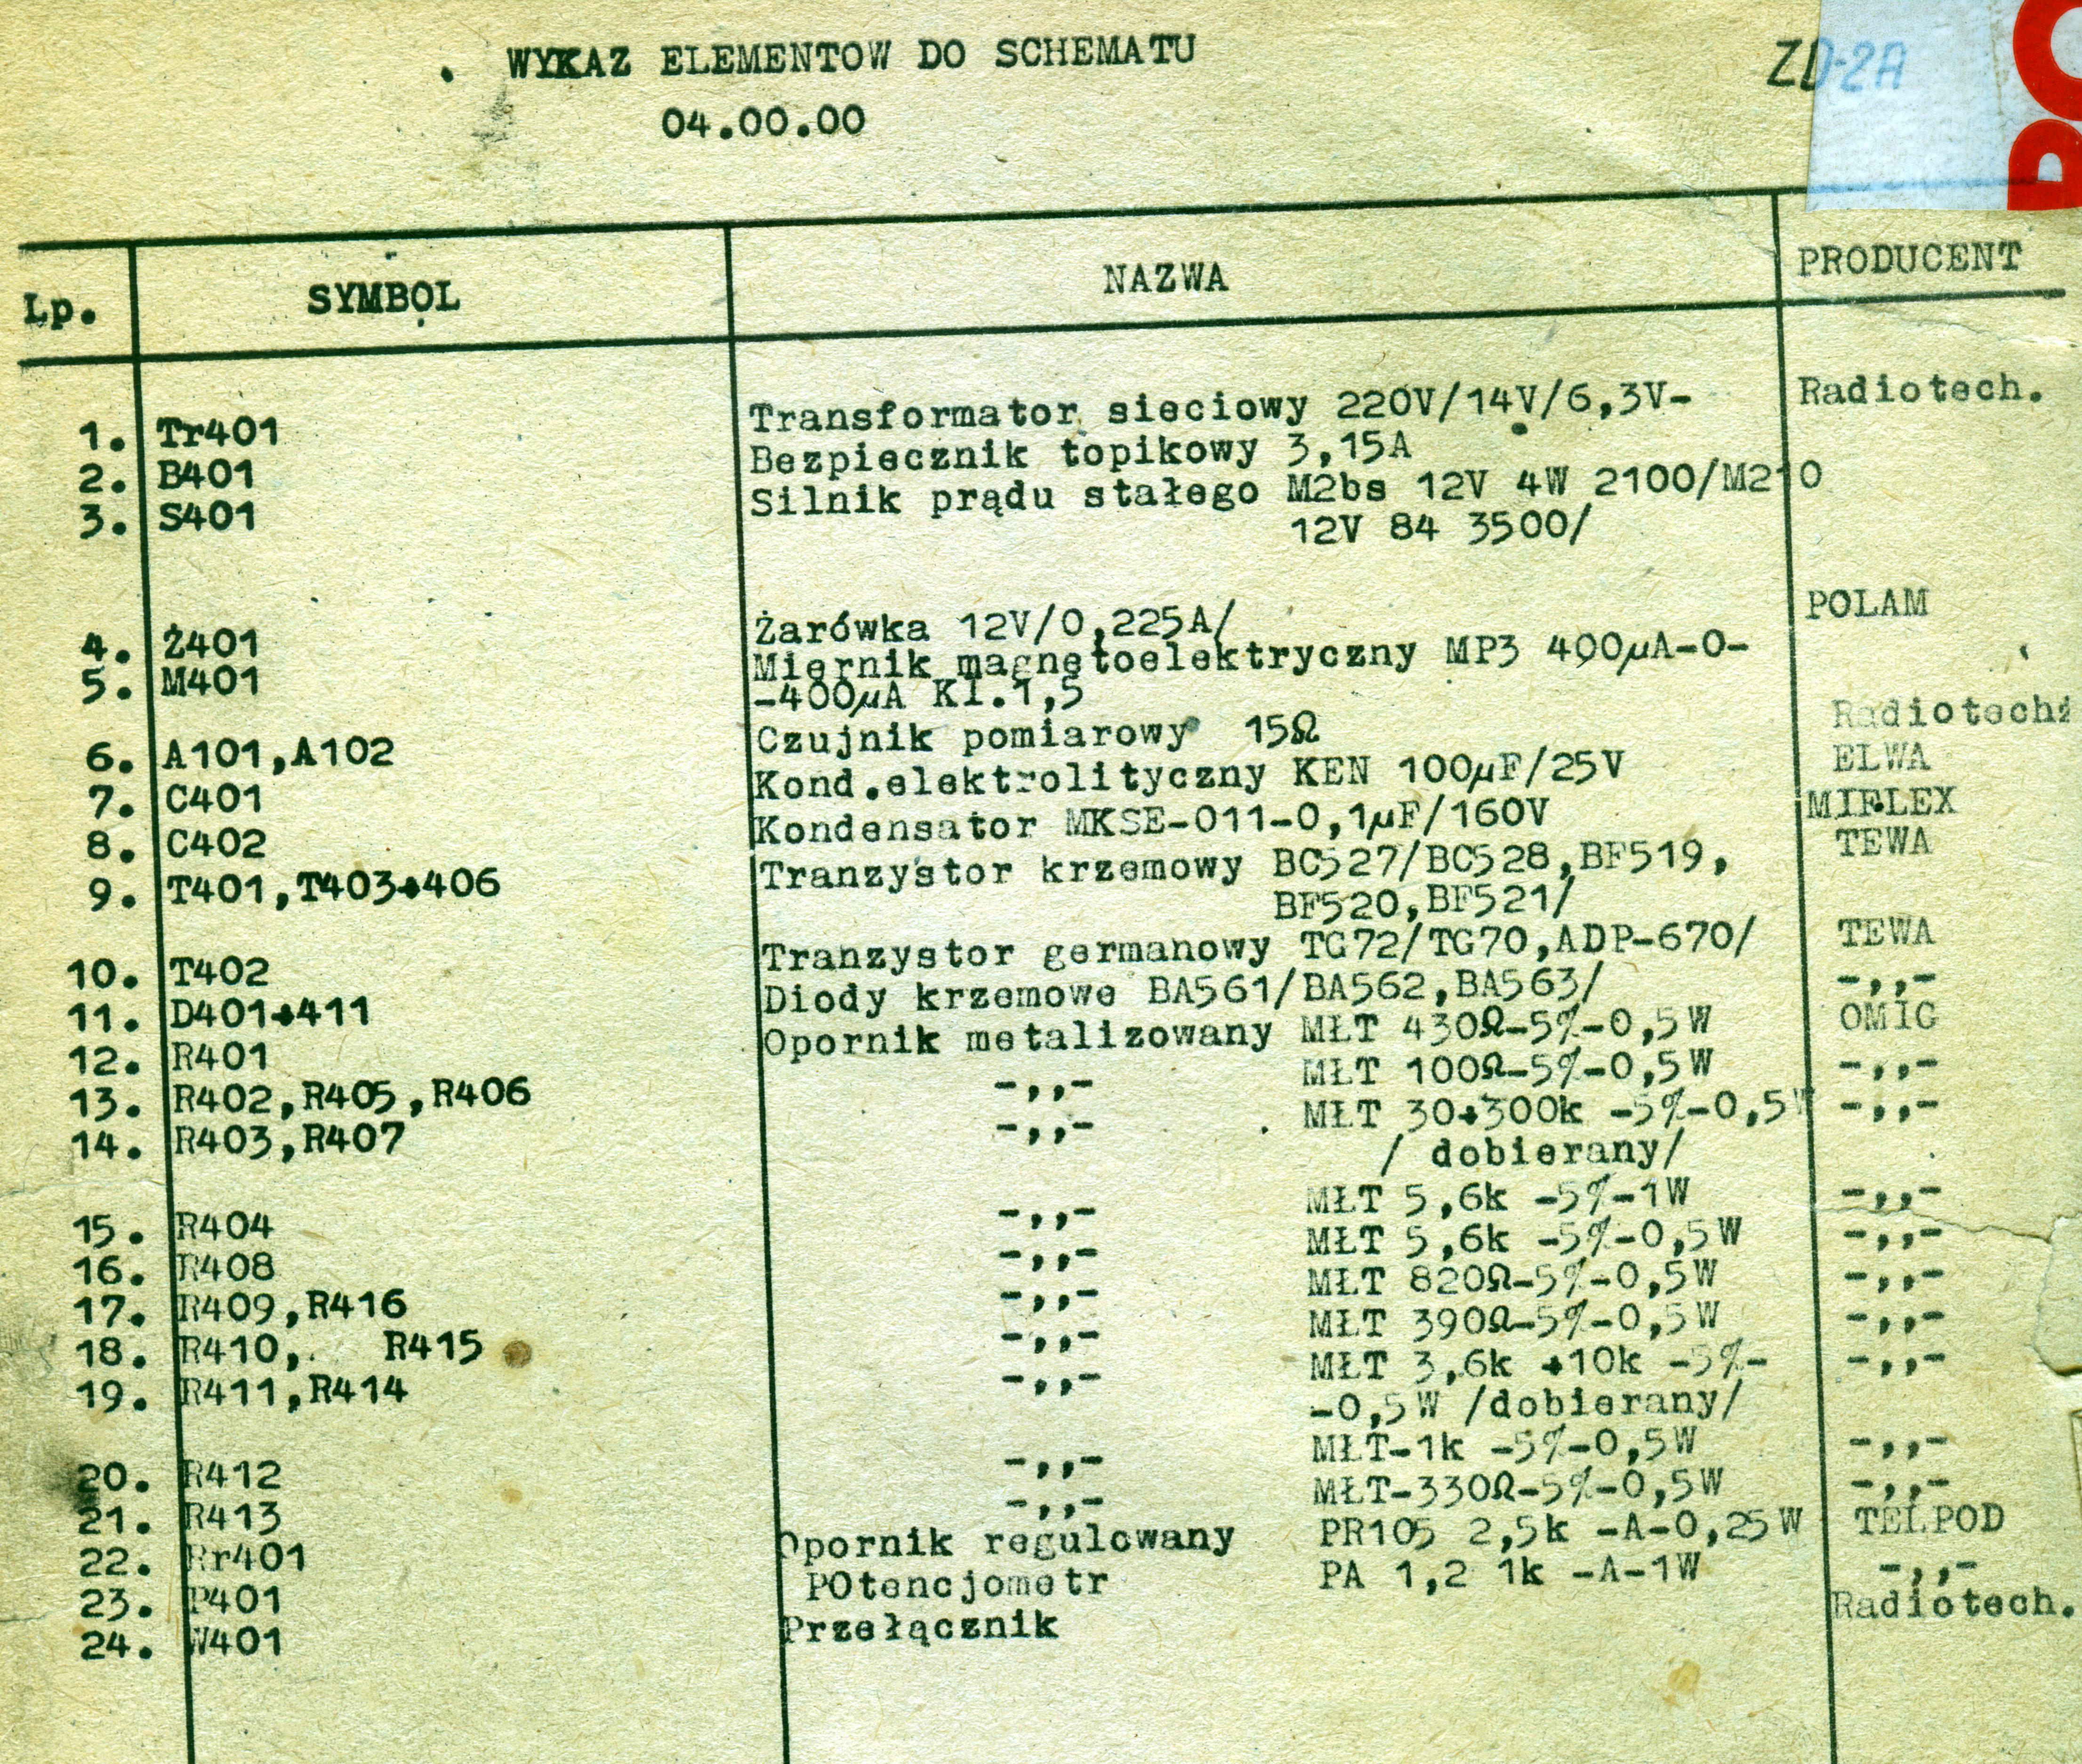 WYKAZ ELEMENTOW DO SCHEMATU
ZD-2A
04.00.00
Lp. SYMBOL NAZWA PRODUCENT
1. Tr401 Transformator sieciowy 220V/14V/6,3V- Radiotech.
2. B401 Bezpiecznik topikowy 3,15A
3. S401 Silnik prądu stałego M2bs 12V 4W 2100/M210
12V 84 3500/
4. Ż401 Żarówka 12V/0,225A/ POLAM
5. M401 Miernik magnetoelektryczny MP3 400µA-0-
-400µA Kl.1,5
6. A101,A102 Czujnik pomiarowy 15Ω Radiotech.
7. C401 Kond.elektrolityczny KEN 100µF/25V ELWA
8. C402 Kondensator MKSE-011-0,1µF/160V MIFLEX
9. T401,T403÷406 Tranzystor krzemowy BC527/BC528,BF519, TEWA
BF520,BF521/
10. T402 Tranzystor germanowy TG72/TG70,ADP-670/ TEWA
11. D401÷411 Diody krzemowe BA561/BA562,BA563/ -,,-
12. R401 Opornik metalizowany MŁT 430Ω-5%-0,5W OMIG
13. R402,R405,R406 -,,- MŁT 100Ω-5%-0,5W -,,-
14. R403,R407 -,,- MŁT 30÷300k -5%-0,5W -,,-
/ dobierany/
15. R404 -,,- MŁT 5,6k -5%-1W -,,-
16. R408 -,,- MŁT 5,6k -5%-0,5W -,,-
17. R409,R416 -,,- MŁT 820Ω-5%-0,5W -,,-
18. R410, R415 -,,- MŁT 390Ω-5%-0,5W -,,-
19. R411,R414 -,,- MŁT 3,6k ÷10k -5%- -,,-
-0,5W /dobierany/
20. R412 -,,- MŁT-1k -5%-0,5W -,,-
21. R413 -,,- MŁT-330Ω-5%-0,5W -,,-
22. Rr401 Opornik regulowany PR105 2,5k -A-0,25W TELPOD
23. P401 POtencjometr PA 1,2 1k -A-1W -,,-
24. W401 Przełącznik Radiotech.